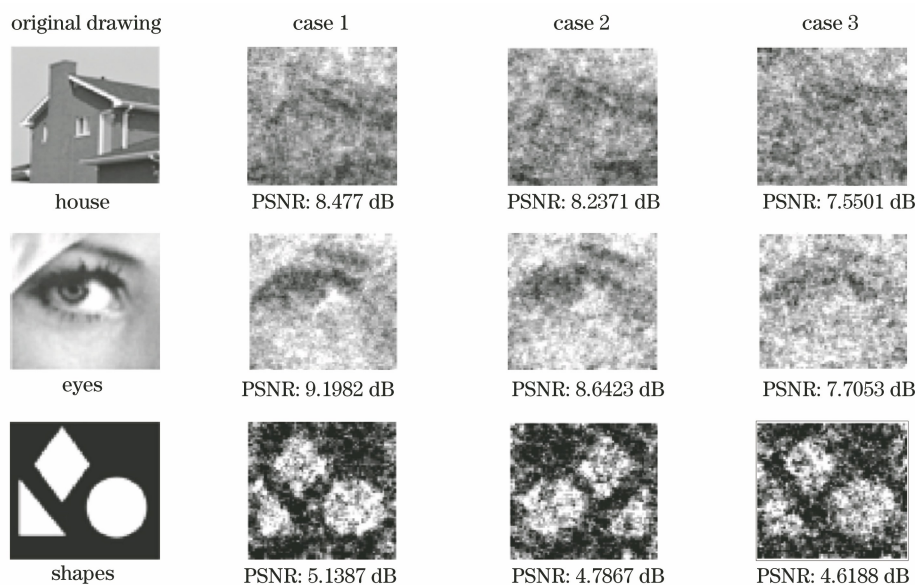 original drawing case 1 case 2 case 3
house PSNR: 8.477 dB PSNR: 8.2371 dB PSNR: 7.5501 dB
eyes PSNR: 9.1982 dB PSNR: 8.6423 dB PSNR: 7.7053 dB
shapes PSNR: 5.1387 dB PSNR: 4.7867 dB PSNR: 4.6188 dB